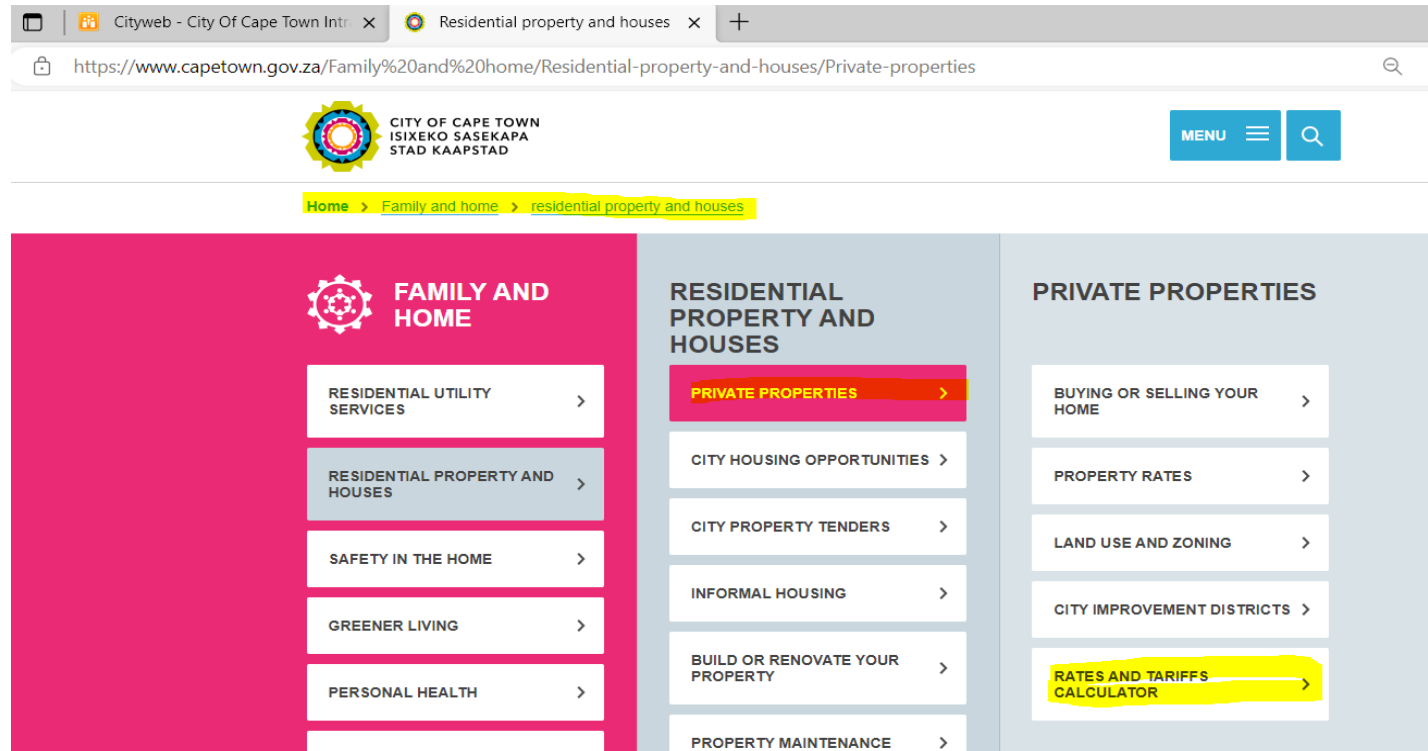 Cityweb - City Of Cape Town Intr
Residential property and houses
https://www.capetown.gov.za/Family%20and%20home/Residential-property-and-houses/Private-properties
CITY OF CAPE TOWN
ISIXEKO SASEKAPA
STAD KAAPSTAD
MENU
Home > Family and home > residential property and houses
FAMILY AND
HOME
RESIDENTIAL UTILITY
SERVICES
RESIDENTIAL PROPERTY AND
HOUSES
SAFETY IN THE HOME
GREENER LIVING
PERSONAL HEALTH
RESIDENTIAL
PROPERTY AND
HOUSES
PRIVATE PROPERTIES
CITY HOUSING OPPORTUNITIES
CITY PROPERTY TENDERS
INFORMAL HOUSING
BUILD OR RENOVATE YOUR
PROPERTY
PROPERTY MAINTENANCE
PRIVATE PROPERTIES
BUYING OR SELLING YOUR
HOME
PROPERTY RATES
LAND USE AND ZONING
CITY IMPROVEMENT DISTRICTS
RATES AND TARIFFS
CALCULATOR